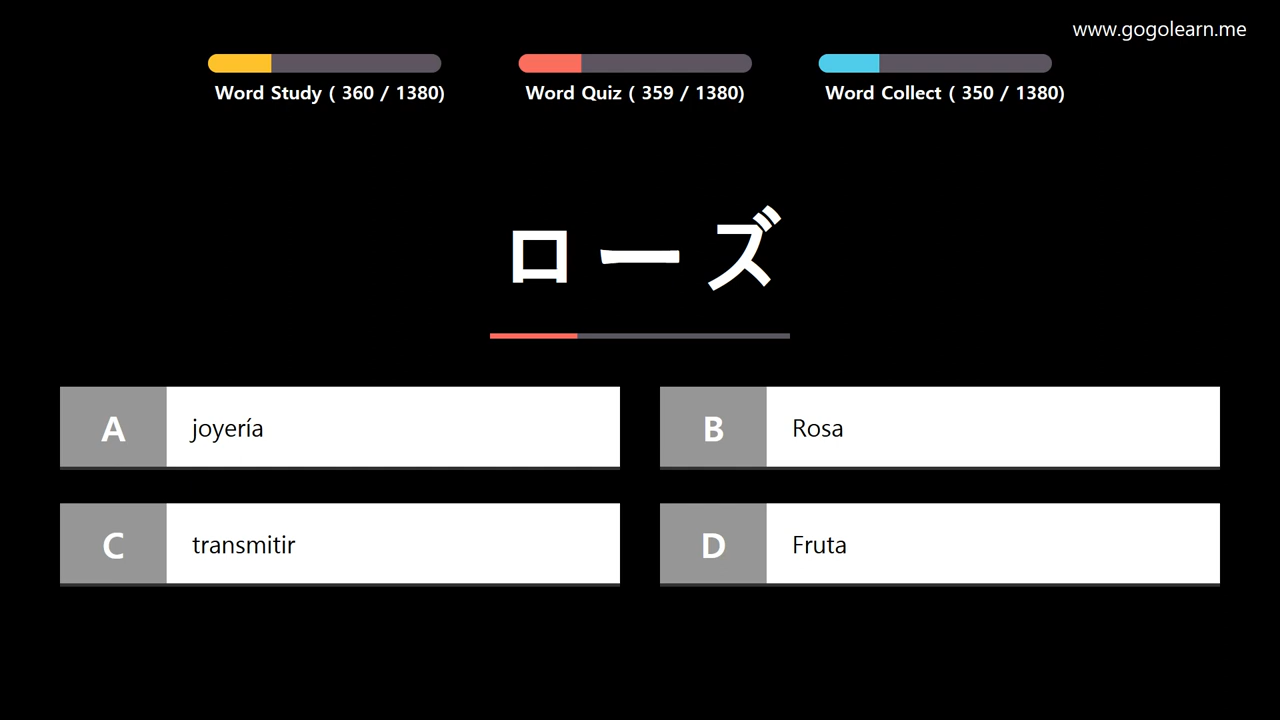 www.gogolearn.me
Word Study ( 360 / 1380)
Word Quiz ( 359 / 1380)
Word Collect ( 350 / 1380)
ローズ
A joyería
B Rosa
C transmitir
D Fruta